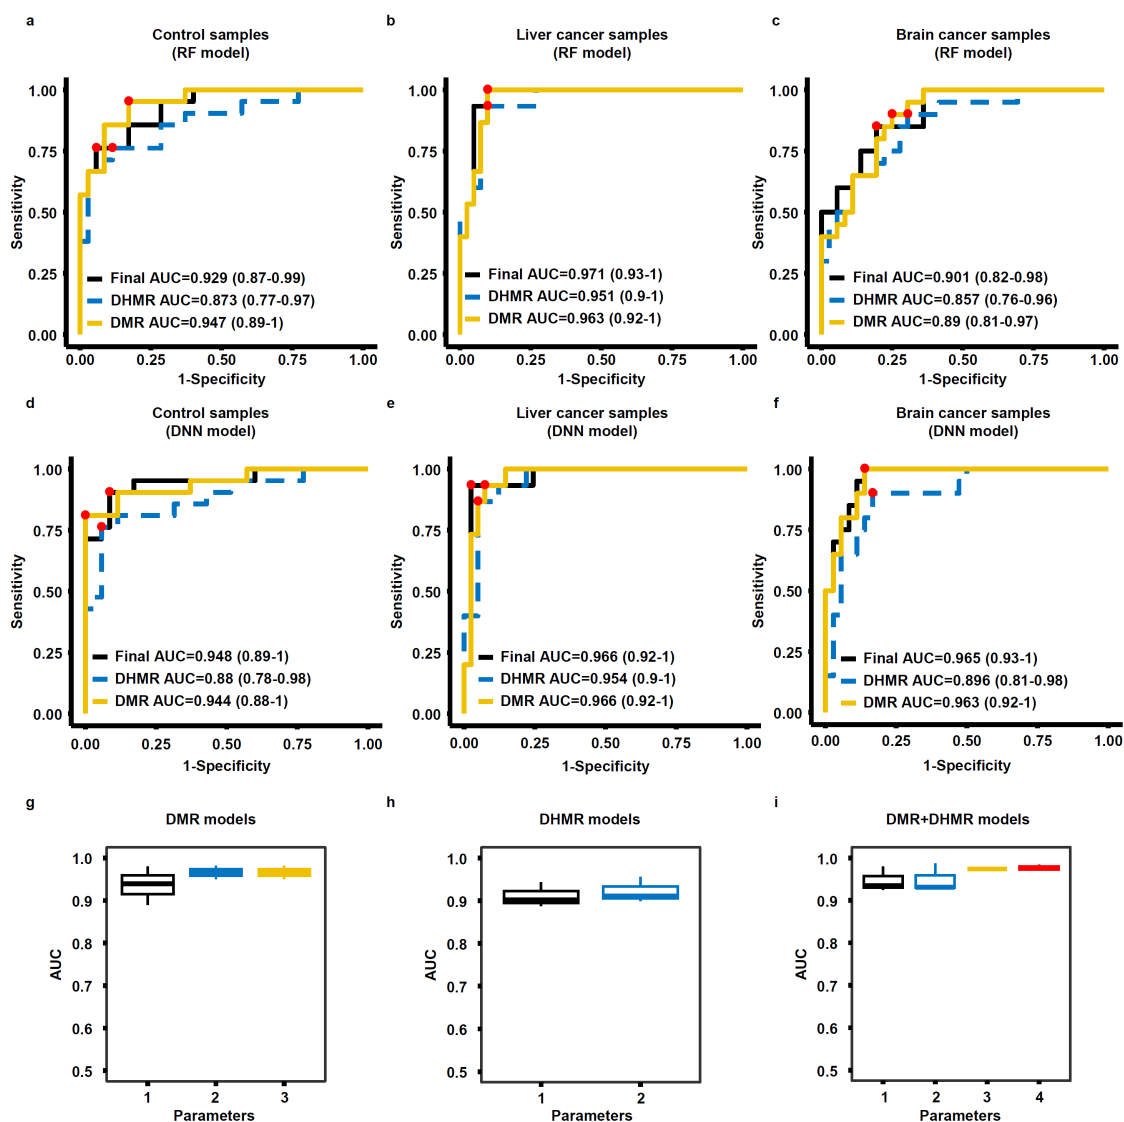 a
Control samples
(RF model)
1.00
0.75
0.50
0.25
0.00
Sensitivity
Final AUC=0.929 (0.87-0.99)
DHMR AUC=0.873 (0.77-0.97)
DMR AUC=0.947 (0.89-1)
0.00 0.25 0.50 0.75 1.00
1-Specificity
b
Liver cancer samples
(RF model)
1.00
0.75
0.50
0.25
0.00
Sensitivity
Final AUC=0.971 (0.93-1)
DHMR AUC=0.951 (0.9-1)
DMR AUC=0.963 (0.92-1)
0.00 0.25 0.50 0.75 1.00
1-Specificity
c
Brain cancer samples
(RF model)
1.00
0.75
0.50
0.25
0.00
Sensitivity
Final AUC=0.901 (0.82-0.98)
DHMR AUC=0.857 (0.76-0.96)
DMR AUC=0.89 (0.81-0.97)
0.00 0.25 0.50 0.75 1.00
1-Specificity
d
Control samples
(DNN model)
1.00
0.75
0.50
0.25
0.00
Sensitivity
Final AUC=0.948 (0.89-1)
DHMR AUC=0.88 (0.78-0.98)
DMR AUC=0.944 (0.88-1)
0.00 0.25 0.50 0.75 1.00
1-Specificity
e
Liver cancer samples
(DNN model)
1.00
0.75
0.50
0.25
0.00
Sensitivity
Final AUC=0.966 (0.92-1)
DHMR AUC=0.954 (0.9-1)
DMR AUC=0.966 (0.92-1)
0.00 0.25 0.50 0.75 1.00
1-Specificity
f
Brain cancer samples
(DNN model)
1.00
0.75
0.50
0.25
0.00
Sensitivity
Final AUC=0.965 (0.93-1)
DHMR AUC=0.896 (0.81-0.98)
DMR AUC=0.963 (0.92-1)
0.00 0.25 0.50 0.75 1.00
1-Specificity
g
DMR models
1.0
0.9
0.8
0.7
0.6
0.5
AUC
1 2 3
Parameters
h
DHMR models
1.0
0.9
0.8
0.7
0.6
0.5
AUC
1 2
Parameters
i
DMR+DHMR models
1.0
0.9
0.8
0.7
0.6
0.5
AUC
1 2 3 4
Parameters